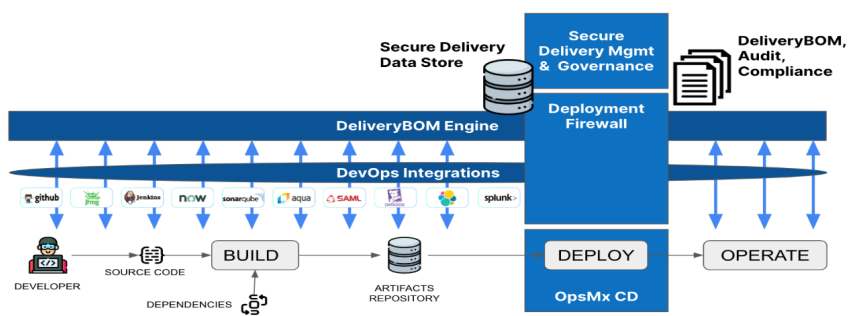 Secure Delivery
Data Store
Secure
Delivery Mgmt
& Governance
DeliveryBOM,
Audit,
Compliance
Deployment
Firewall
DeliveryBOM Engine
DevOps Integrations
github
jfrog
Jenkins
now
sonarqube
aqua
SAML
DATADOG
splunk>
DEVELOPER
SOURCE CODE
BUILD
DEPENDENCIES
ARTIFACTS
REPOSITORY
DEPLOY
OpsMx CD
OPERATE